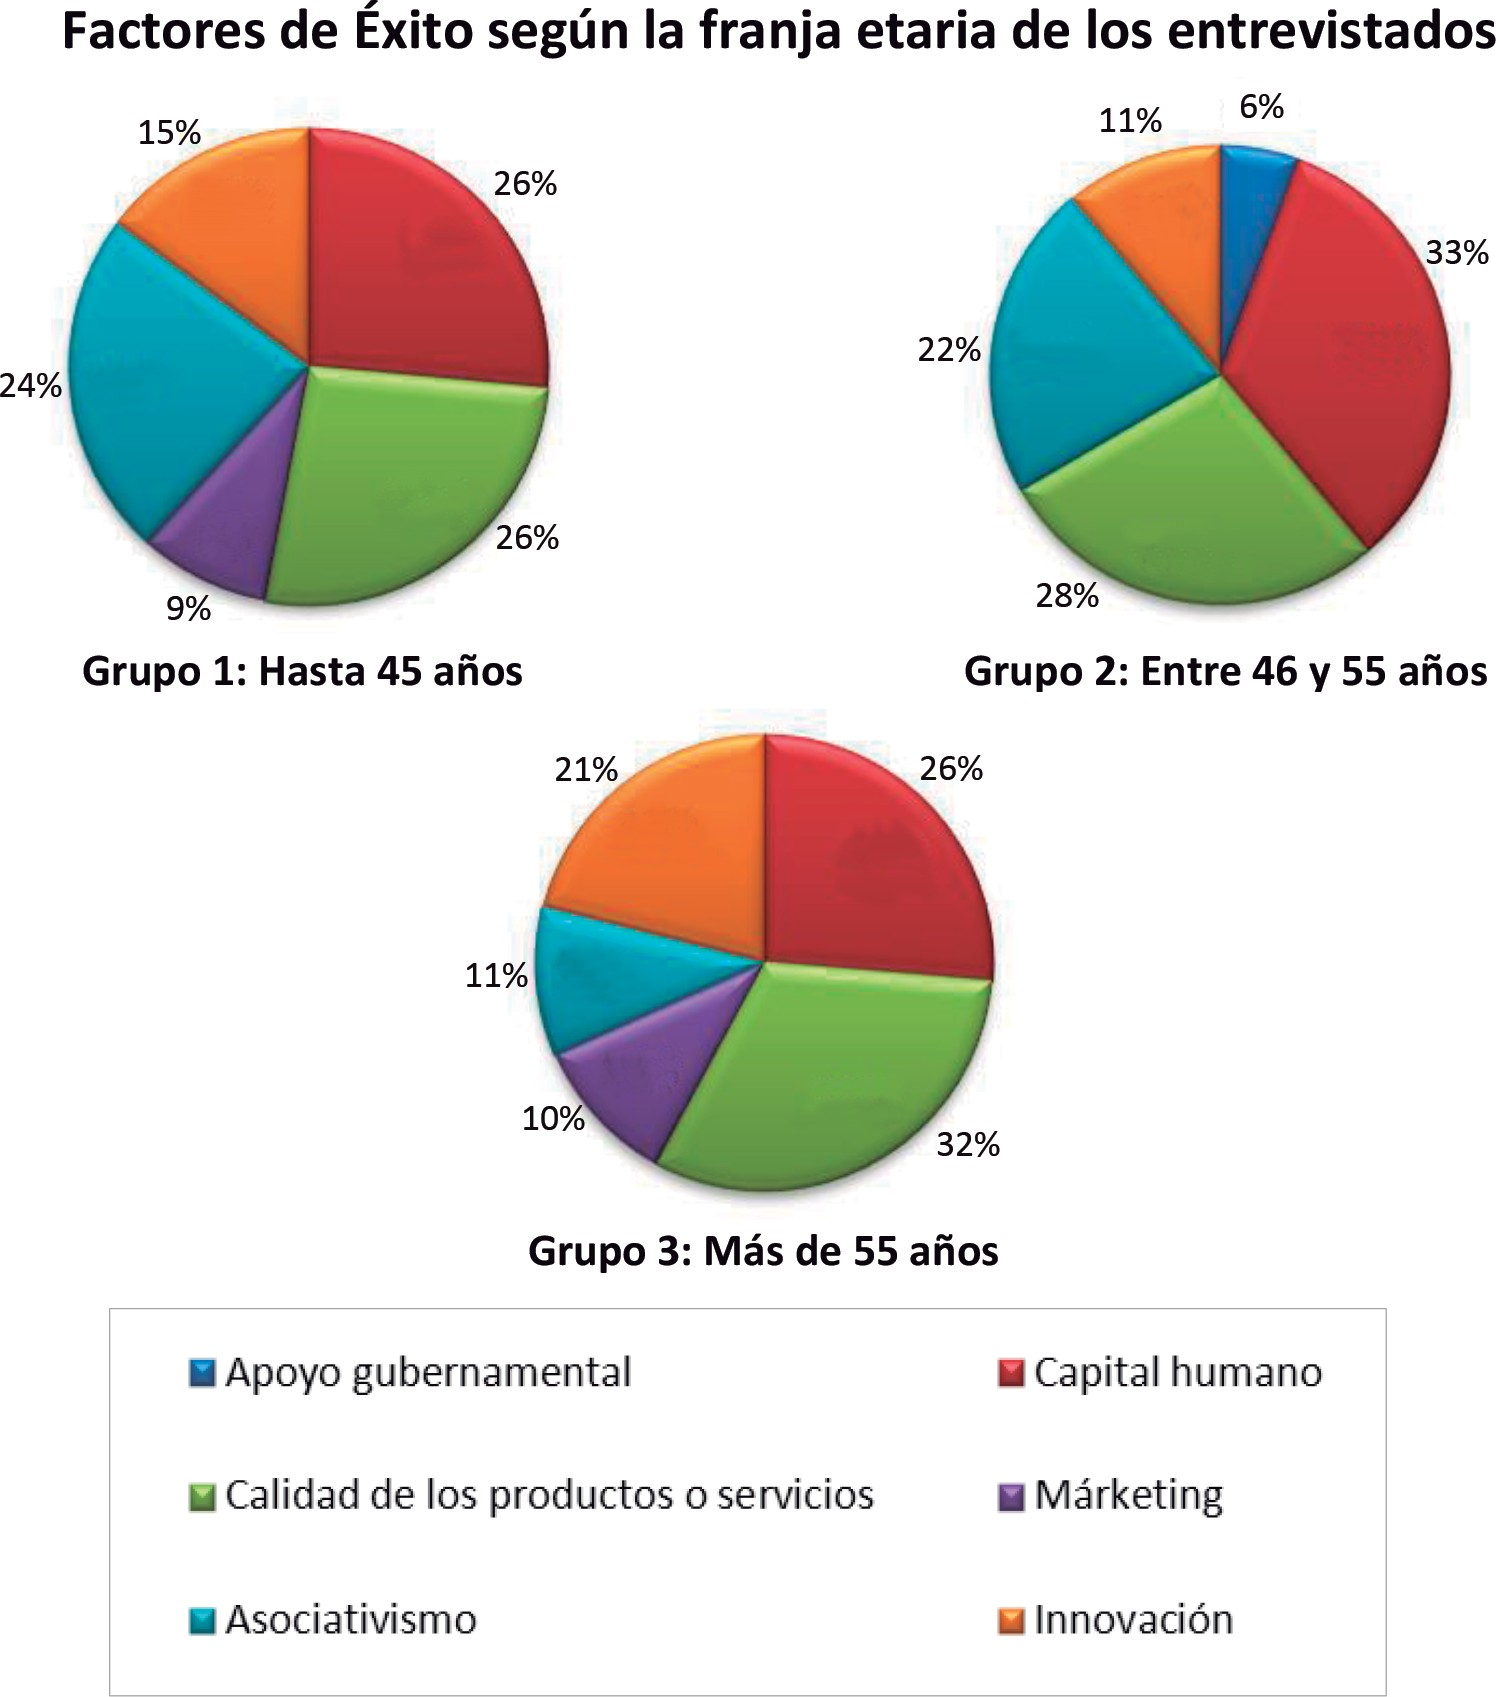 Factores de Éxito según la franja etaria de los entrevistados
15%
26%
24%
26%
9%
Grupo 1: Hasta 45 años
11%
6%
33%
22%
28%
Grupo 2: Entre 46 y 55 años
21%
26%
11%
10%
32%
Grupo 3: Más de 55 años
Apoyo gubernamental
Capital humano
Calidad de los productos o servicios
Márketing
Asociativismo
Innovación